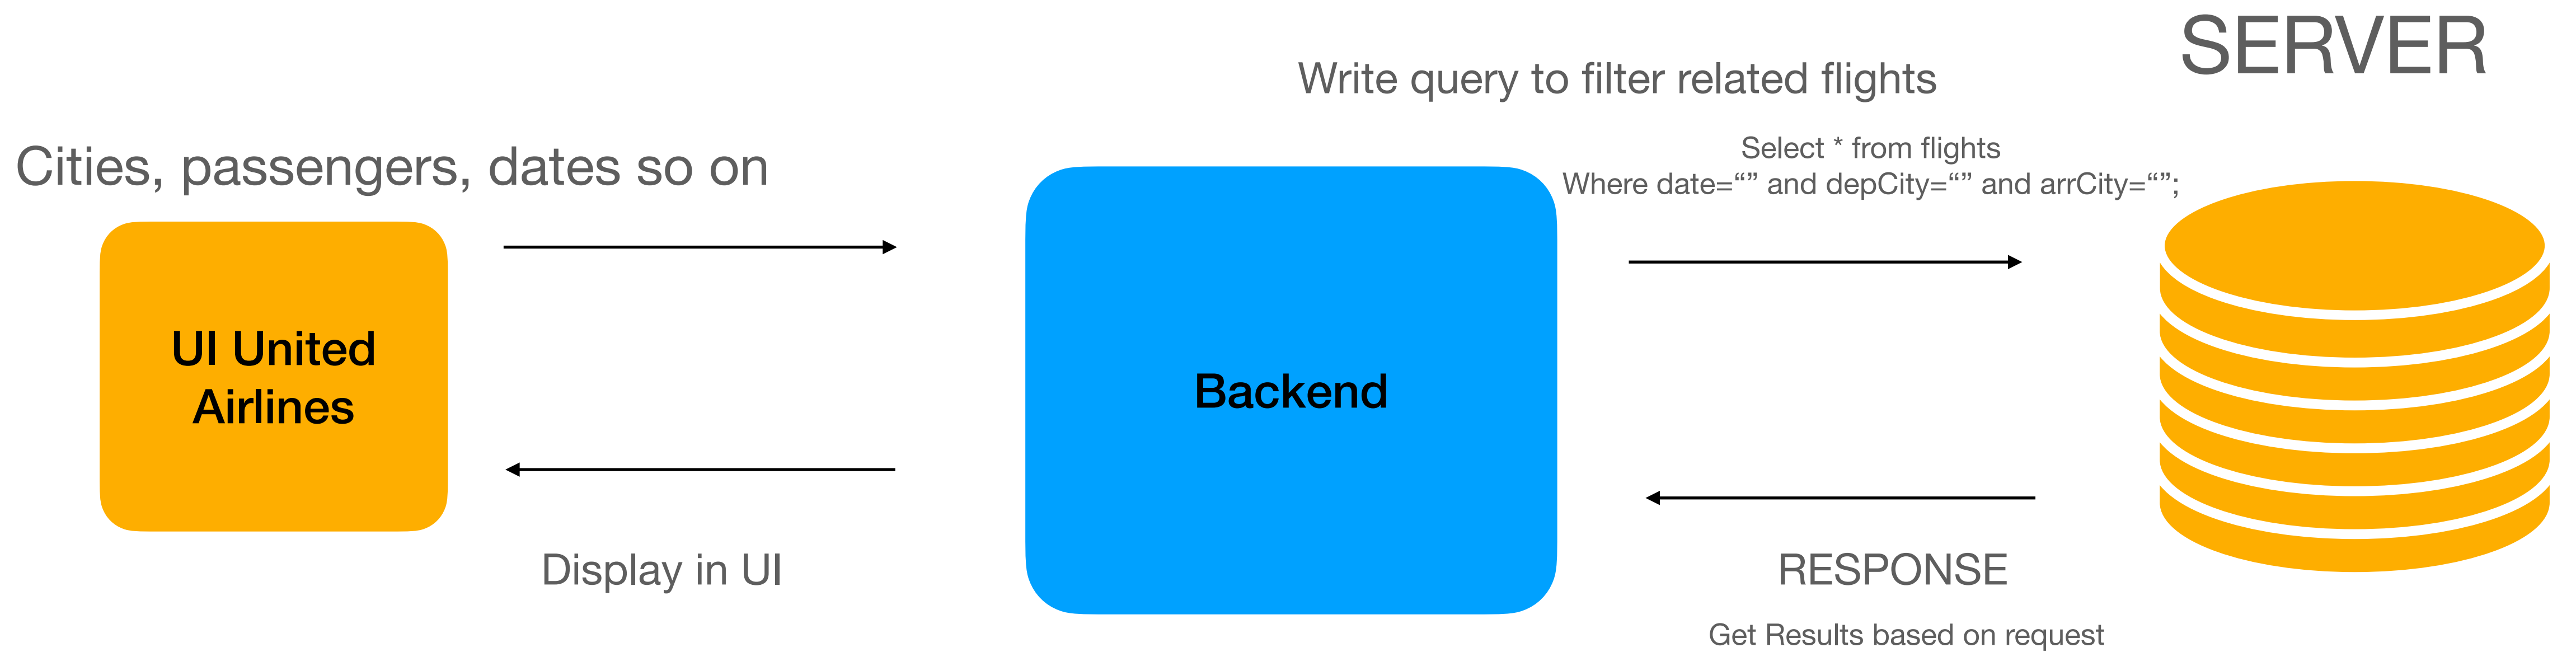 SERVER
Write query to filter related flights
Cities, passengers, dates so on
Select * from flights
Where date=“” and depCity=“” and arrCity=“”;
UI United
Airlines
Backend
Display in UI
RESPONSE
Get Results based on request